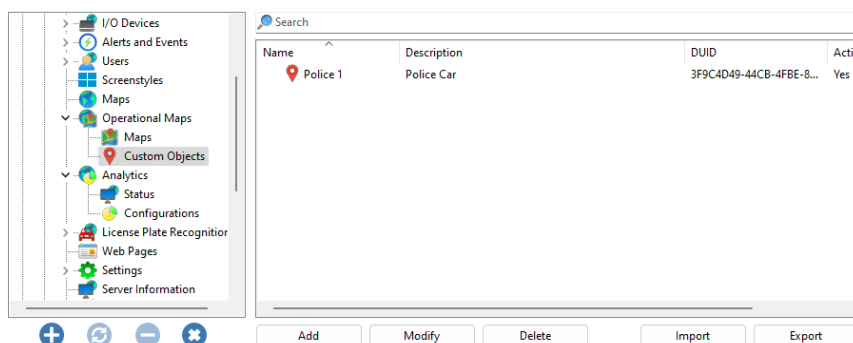 I/O Devices
Alerts and Events
Users
Screenstyles
Maps
Operational Maps
Maps
Custom Objects
Analytics
Status
Configurations
License Plate Recognition
Web Pages
Settings
Server Information
Search
Name Description DUID Acti
Police 1 Police Car 3F9C4D49-44CB-4FBE-8... Yes
Add Modify Delete Import Export